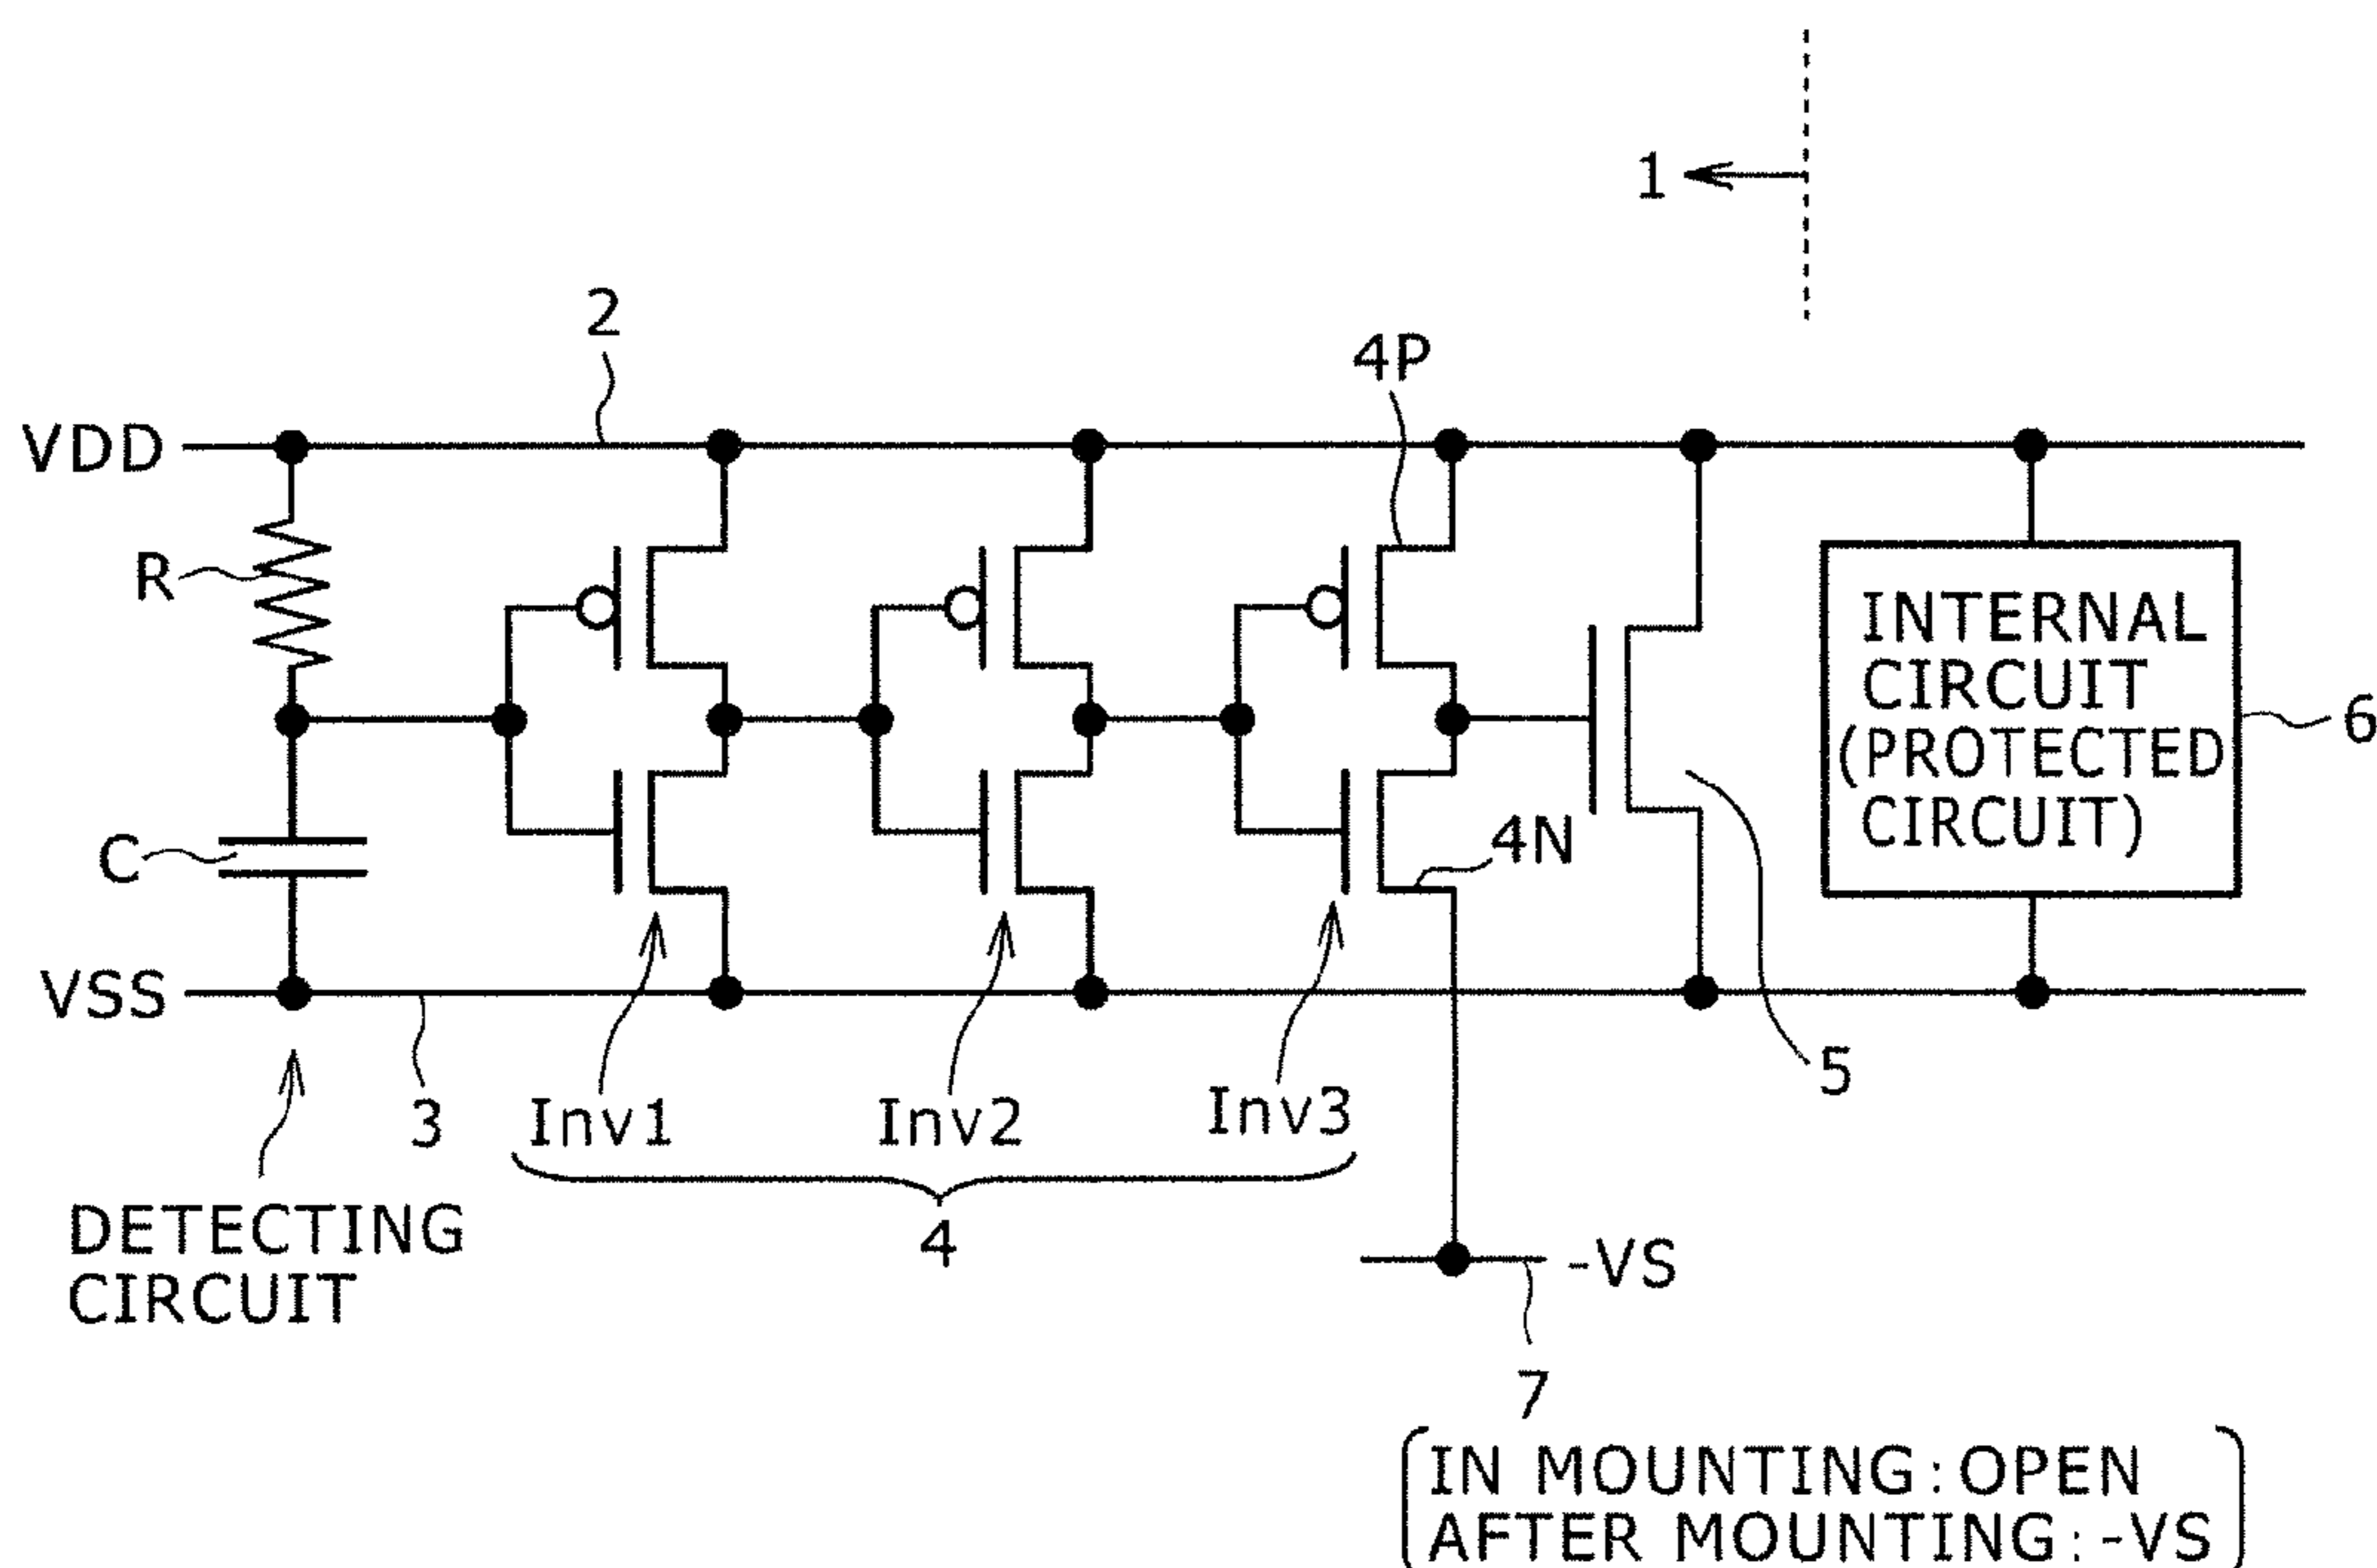 1
2
4P
VDD
R
INTERNAL
CIRCUIT
(PROTECTED
CIRCUIT)
6
C
4N
VSS
3
Inv1
Inv2
Inv3
5
DETECTING
CIRCUIT
4
-VS
7
IN MOUNTING:OPEN
AFTER MOUNTING:-VS